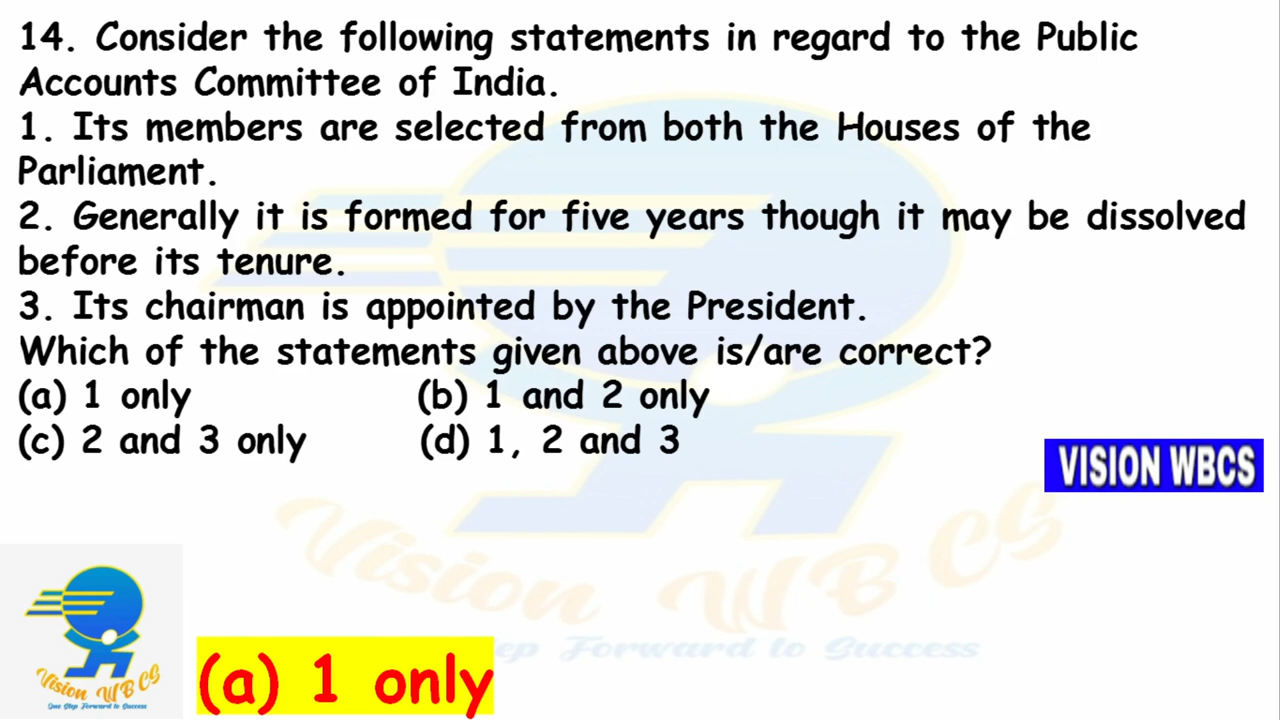 14. Consider the following statements in regard to the Public
Accounts Committee of India.
1. Its members are selected from both the Houses of the
Parliament.
2. Generally it is formed for five years though it may be dissolved
before its tenure.
3. Its chairman is appointed by the President.
Which of the statements given above is/are correct?
(a) 1 only (b) 1 and 2 only
(c) 2 and 3 only (d) 1, 2 and 3
VISION WBCS
Vision WBCS
ep Forward to Success
Vision WBCS
One Step Forward to Success
(a) 1 only